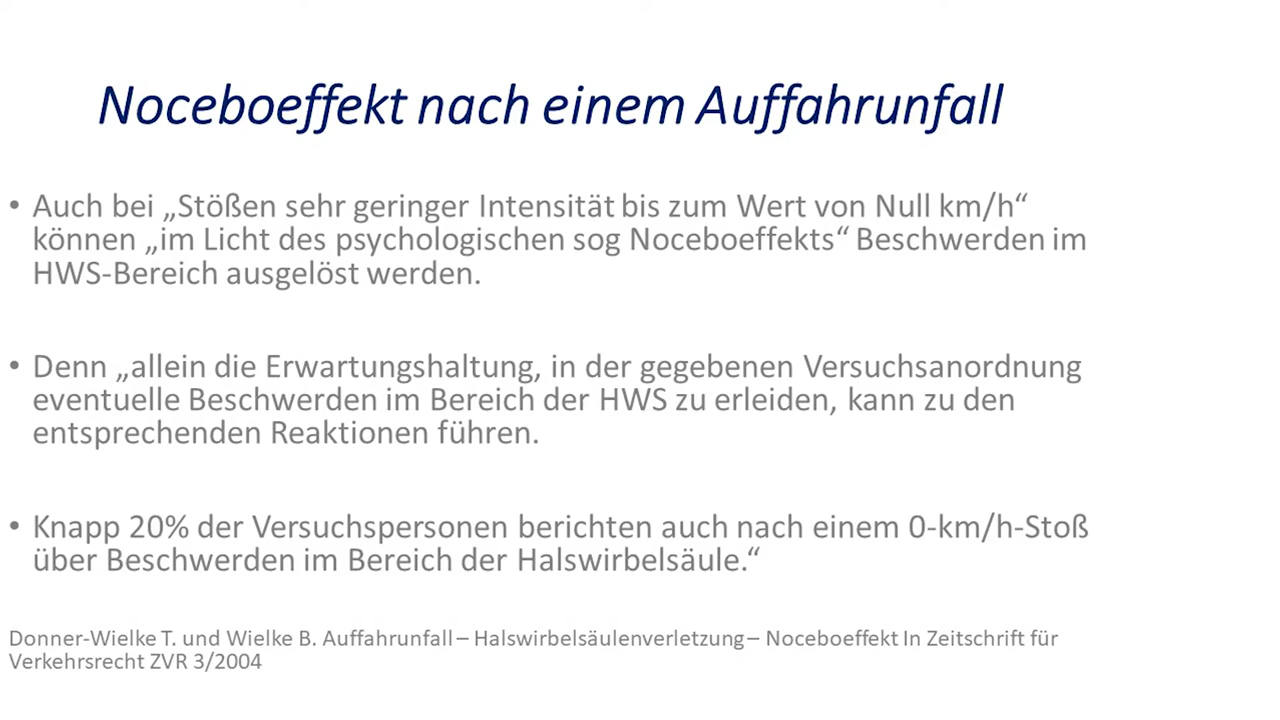 Noceboeffekt nach einem Auffahrunfall
• Auch bei „Stößen sehr geringer Intensität bis zum Wert von Null km/h“
können „im Licht des psychologischen sog Noceboeffekts“ Beschwerden im
HWS-Bereich ausgelöst werden.
• Denn „allein die Erwartungshaltung, in der gegebenen Versuchsanordnung
eventuelle Beschwerden im Bereich der HWS zu erleiden, kann zu den
entsprechenden Reaktionen führen.
• Knapp 20% der Versuchspersonen berichten auch nach einem 0-km/h-Stoß
über Beschwerden im Bereich der Halswirbelsäule.“
Donner-Wielke T. und Wielke B. Auffahrunfall – Halswirbelsäulenverletzung – Noceboeffekt In Zeitschrift für
Verkehrsrecht ZVR 3/2004